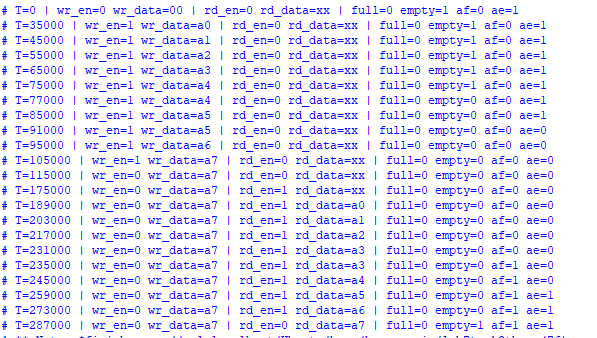 # T=0 | wr_en=0 wr_data=00 | rd_en=0 rd_data=xx | full=0 empty=1 af=0 ae=1
# T=35000 | wr_en=1 wr_data=a0 | rd_en=0 rd_data=xx | full=0 empty=1 af=0 ae=1
# T=45000 | wr_en=1 wr_data=a1 | rd_en=0 rd_data=xx | full=0 empty=1 af=0 ae=1
# T=55000 | wr_en=1 wr_data=a2 | rd_en=0 rd_data=xx | full=0 empty=1 af=0 ae=1
# T=65000 | wr_en=1 wr_data=a3 | rd_en=0 rd_data=xx | full=0 empty=1 af=0 ae=1
# T=75000 | wr_en=1 wr_data=a4 | rd_en=0 rd_data=xx | full=0 empty=1 af=0 ae=1
# T=77000 | wr_en=1 wr_data=a4 | rd_en=0 rd_data=xx | full=0 empty=0 af=0 ae=1
# T=85000 | wr_en=1 wr_data=a5 | rd_en=0 rd_data=xx | full=0 empty=0 af=0 ae=1
# T=91000 | wr_en=1 wr_data=a5 | rd_en=0 rd_data=xx | full=0 empty=0 af=0 ae=0
# T=95000 | wr_en=1 wr_data=a6 | rd_en=0 rd_data=xx | full=0 empty=0 af=0 ae=0
# T=105000 | wr_en=1 wr_data=a7 | rd_en=0 rd_data=xx | full=0 empty=0 af=0 ae=0
# T=115000 | wr_en=0 wr_data=a7 | rd_en=0 rd_data=xx | full=0 empty=0 af=0 ae=0
# T=175000 | wr_en=0 wr_data=a7 | rd_en=1 rd_data=xx | full=0 empty=0 af=0 ae=0
# T=189000 | wr_en=0 wr_data=a7 | rd_en=1 rd_data=a0 | full=0 empty=0 af=0 ae=0
# T=203000 | wr_en=0 wr_data=a7 | rd_en=1 rd_data=a1 | full=0 empty=0 af=0 ae=0
# T=217000 | wr_en=0 wr_data=a7 | rd_en=1 rd_data=a2 | full=0 empty=0 af=0 ae=0
# T=231000 | wr_en=0 wr_data=a7 | rd_en=1 rd_data=a3 | full=0 empty=0 af=0 ae=0
# T=235000 | wr_en=0 wr_data=a7 | rd_en=1 rd_data=a3 | full=0 empty=0 af=1 ae=0
# T=245000 | wr_en=0 wr_data=a7 | rd_en=1 rd_data=a4 | full=0 empty=0 af=1 ae=0
# T=259000 | wr_en=0 wr_data=a7 | rd_en=1 rd_data=a5 | full=0 empty=0 af=1 ae=1
# T=273000 | wr_en=0 wr_data=a7 | rd_en=1 rd_data=a6 | full=0 empty=0 af=1 ae=1
# T=287000 | wr_en=0 wr_data=a7 | rd_en=0 rd_data=a7 | full=0 empty=1 af=1 ae=1